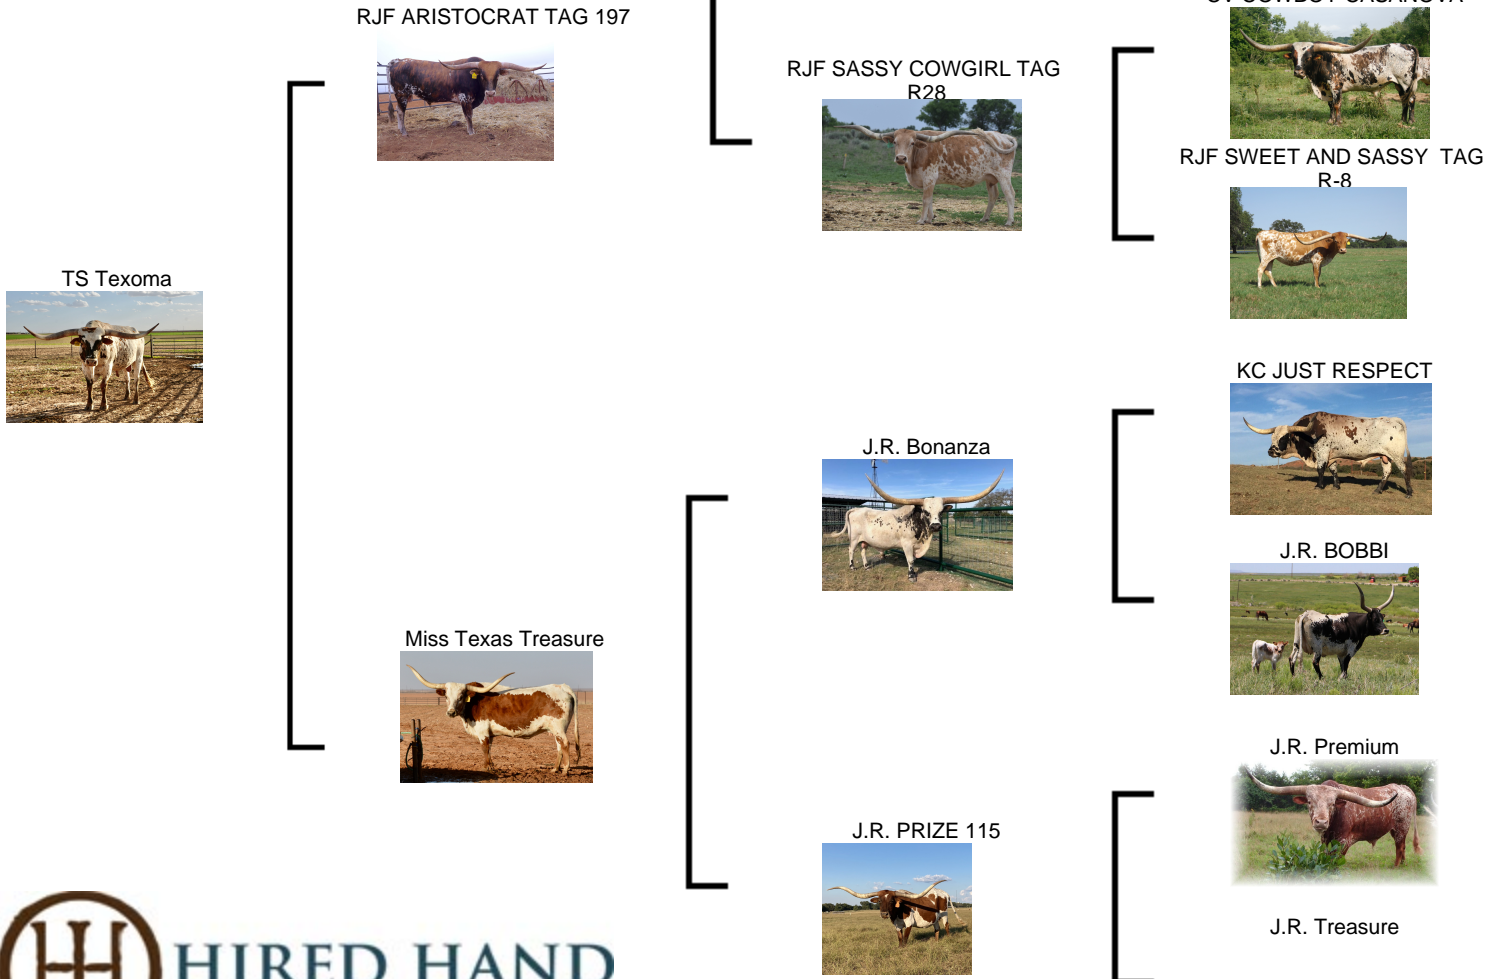 RJF ARISTOCRAT TAG 197
RJF SASSY COWGIRL TAG
R28
RJF SWEET AND SASSY TAG
R-8
TS Texoma
KC JUST RESPECT
J.R. Bonanza
J.R. BOBBI
Miss Texas Treasure
J.R. Premium
J.R. PRIZE 115
J.R. Treasure
HIRED HAND